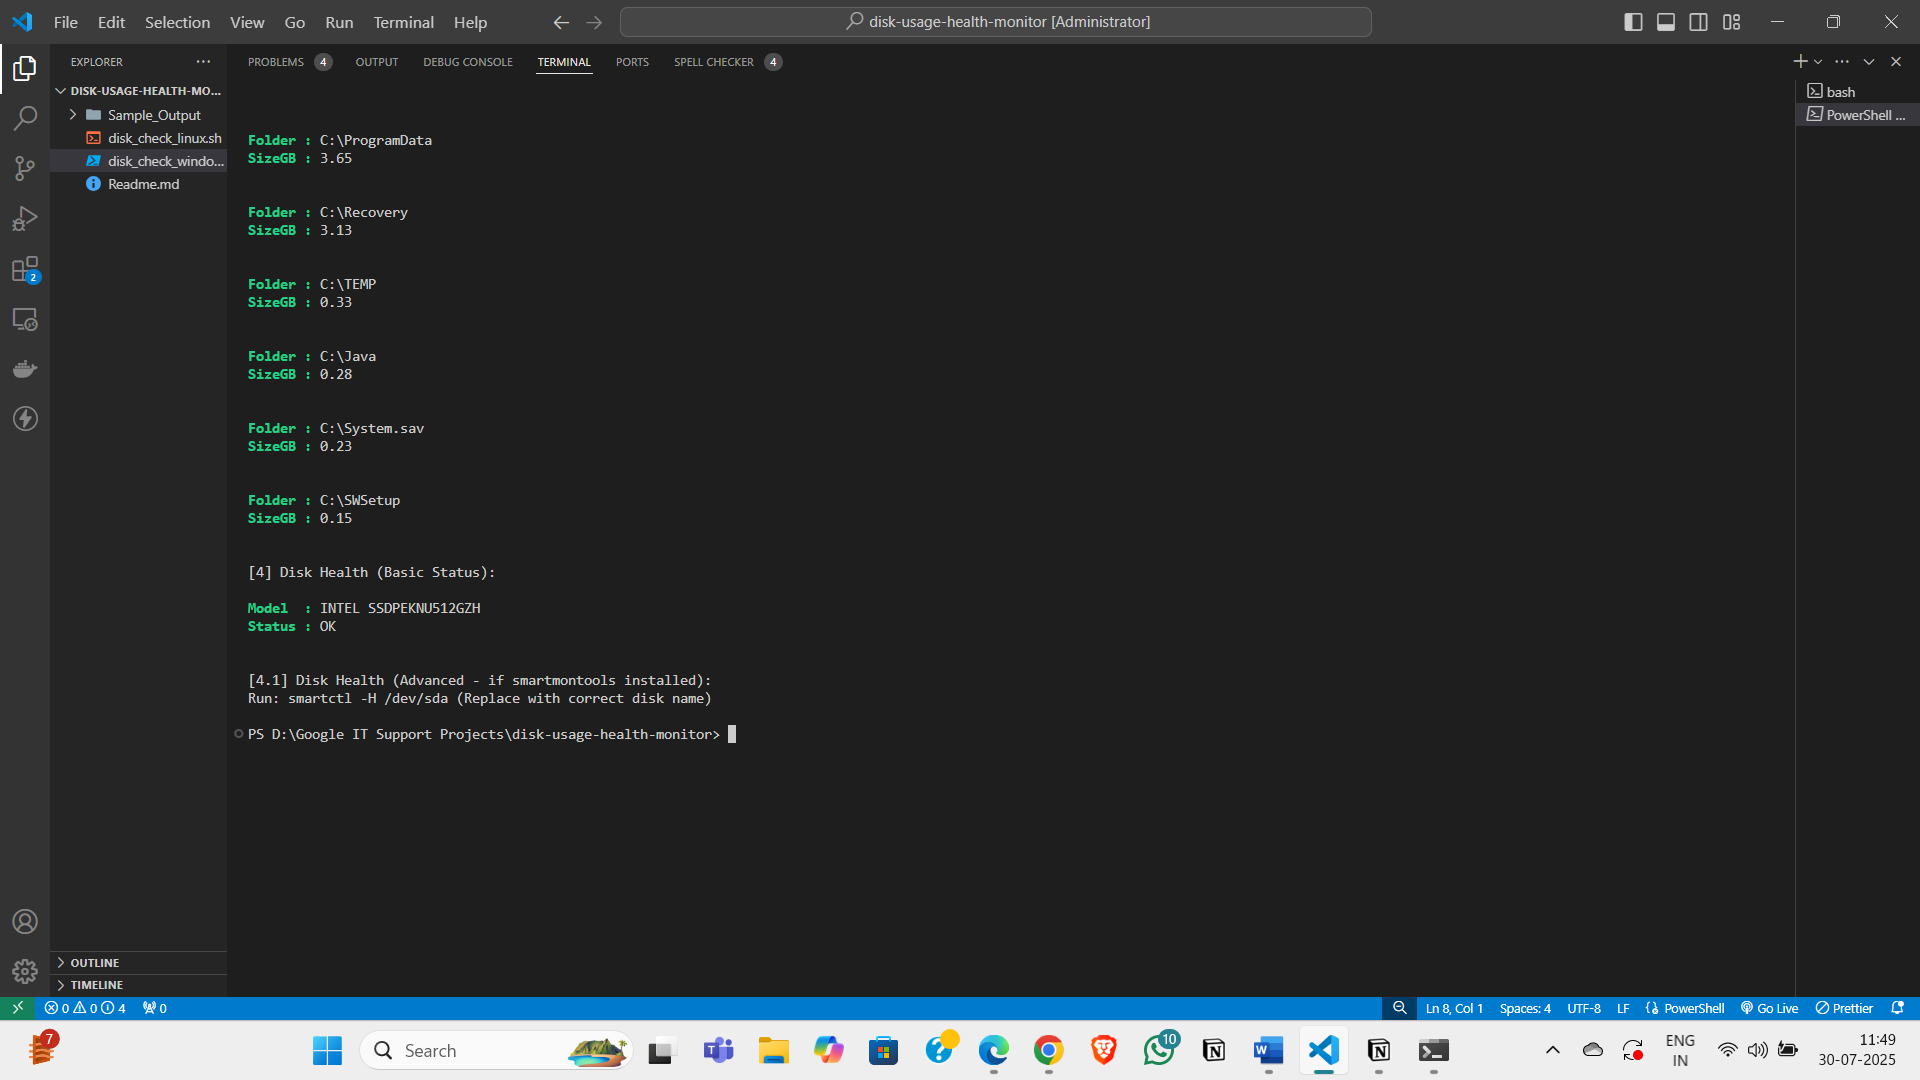 File Edit Selection View Go Run Terminal Help
disk-usage-health-monitor [Administrator]
EXPLORER
PROBLEMS 4 OUTPUT DEBUG CONSOLE TERMINAL PORTS SPELL CHECKER 4
DISK-USAGE-HEALTH-MO...
Sample_Output
disk_check_linux.sh
disk_check_windo...
Readme.md
bash
PowerShell ...
Folder : C:\ProgramData
SizeGB : 3.65
Folder : C:\Recovery
SizeGB : 3.13
Folder : C:\TEMP
SizeGB : 0.33
Folder : C:\Java
SizeGB : 0.28
Folder : C:\System.sav
SizeGB : 0.23
Folder : C:\SWSetup
SizeGB : 0.15
[4] Disk Health (Basic Status):
Model : INTEL SSDPEKNU512GZH
Status : OK
[4.1] Disk Health (Advanced - if smartmontools installed):
Run: smartctl -H /dev/sda (Replace with correct disk name)
PS D:\Google IT Support Projects\disk-usage-health-monitor>
2
OUTLINE
TIMELINE
0 0 4 0
Ln 8, Col 1 Spaces: 4 UTF-8 LF PowerShell Go Live Prettier
7
Search
10
ENG
IN
11:49
30-07-2025